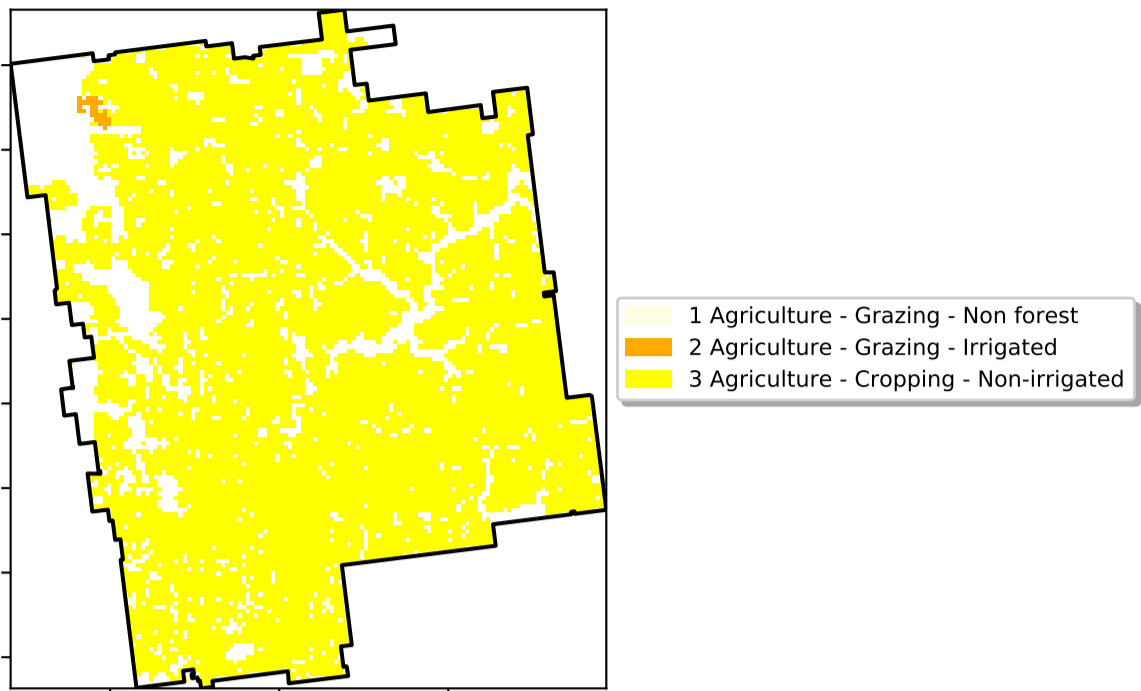 1 Agriculture - Grazing - Non forest
2 Agriculture - Grazing - Irrigated
3 Agriculture - Cropping - Non-irrigated